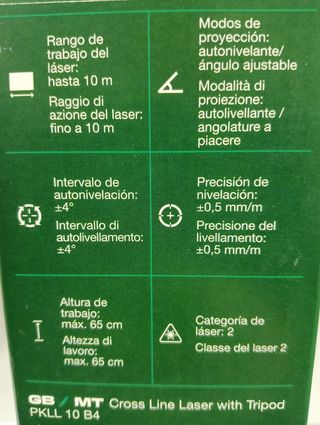 Rango de
trabajo del
láser:
hasta 10 m
Raggio di
azione del laser:
fino a 10 m
Modos de
proyección:
autonivelante/
ángulo ajustable
Modalità di
proiezione:
autolivellante /
angolature a
piacere
Intervalo de
autonivelación:
±4°
Intervallo di
autolivellamento:
±4°
Precisión de
nivelación:
±0,5 mm/m
Precisione del
livellamento:
±0,5 mm/m
Altura de
trabajo:
máx. 65 cm
Altezza di
lavoro:
max. 65 cm
Categoría de
láser: 2
Classe del laser 2
GB / MT Cross Line Laser with Tripod
PKLL 10 B4